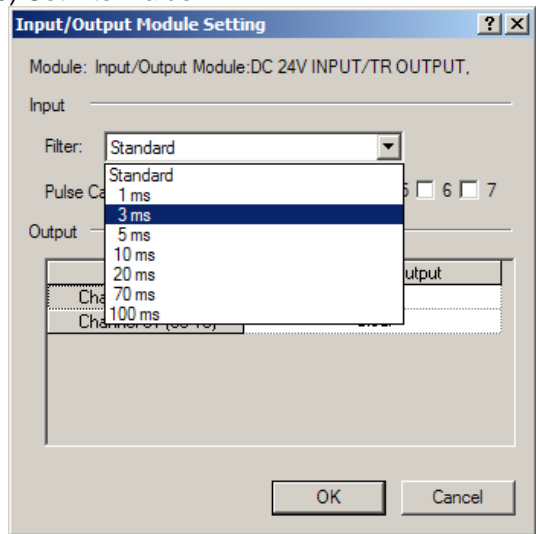 Input/Output Module Setting
Module: Input/Output Module:DC 24V INPUT/TR OUTPUT,
Input
Filter: Standard
Standard
1 ms
Pulse Ca 6 7
3 ms
Output
5 ms
10 ms
20 ms
utput
70 ms
Cha
100 ms
OK Cancel